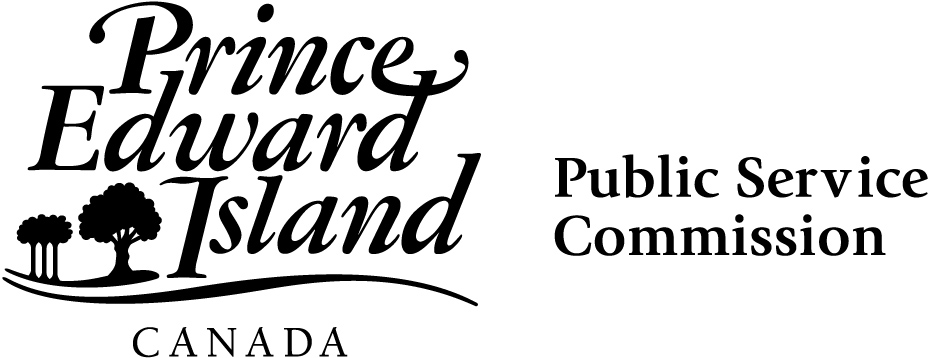 Prince
Edward
Island
CANADA
Public Service
Commission